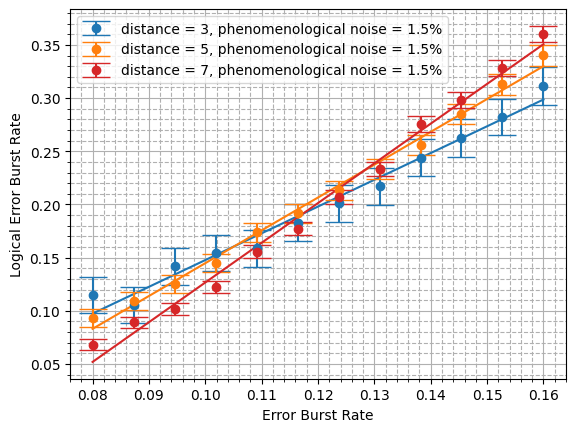 distance = 3, phenomenological noise = 1.5%
distance = 5, phenomenological noise = 1.5%
distance = 7, phenomenological noise = 1.5%
Logical Error Burst Rate
0.35
0.30
0.25
0.20
0.15
0.10
0.05
0.08 0.09 0.10 0.11 0.12 0.13 0.14 0.15 0.16
Error Burst Rate